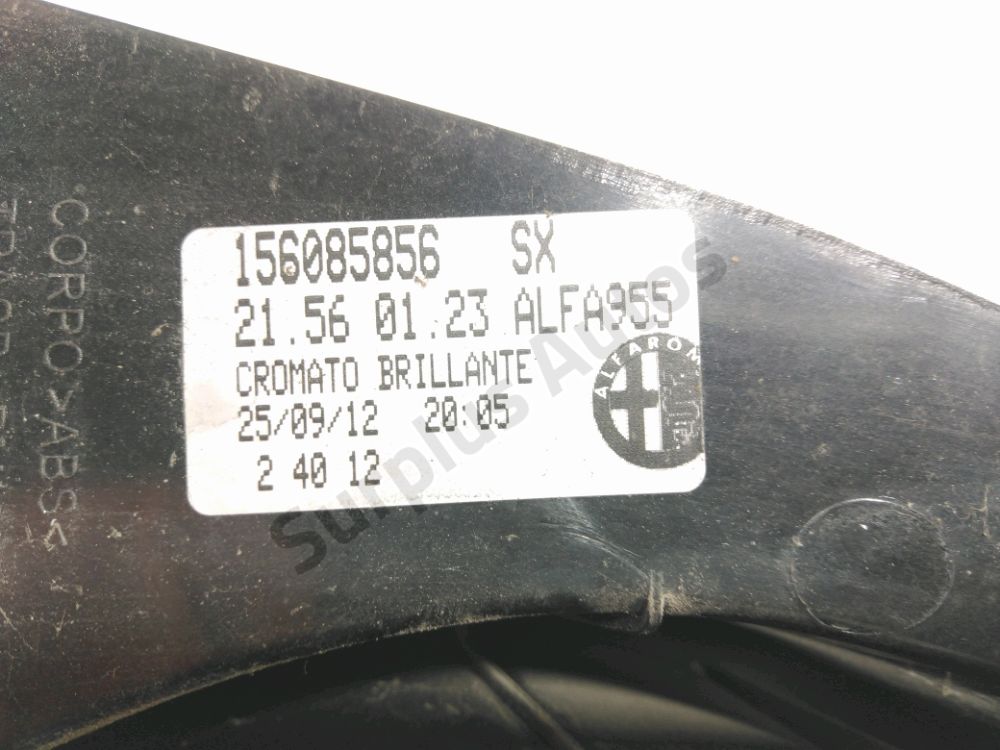 156085856 SX
21.56 01.23 ALFA955
CROMATO BRILLANTE
25/09/12 20:05
2 40 12
ALFA ROM
CORPO>ABS<
Surplus Autos